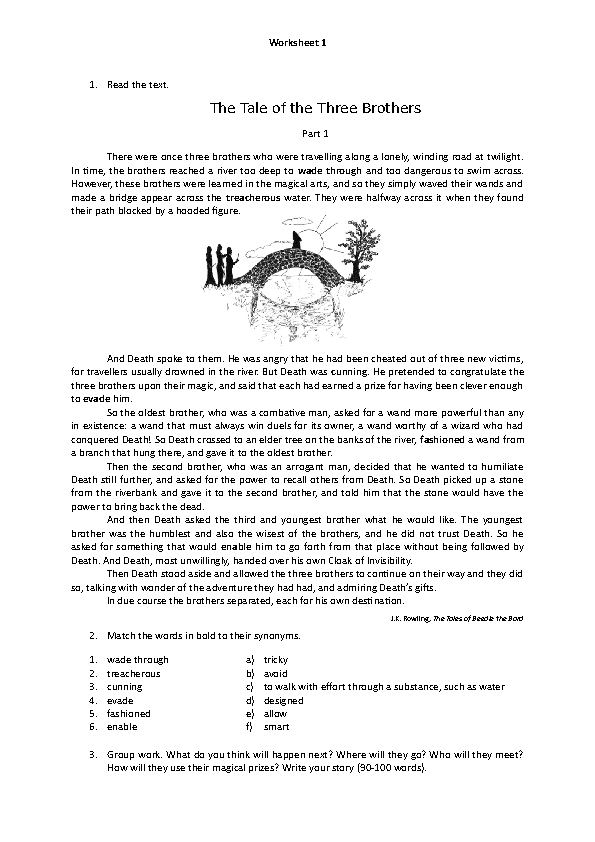 Worksheet 1
1. Read the text.
The Tale of the Three Brothers
Part 1
There were once three brothers who were travelling along a lonely, winding road at twilight.
In time, the brothers reached a river too deep to wade through and too dangerous to swim across.
However, these brothers were learned in the magical arts, and so they simply waved their wands and
made a bridge appear across the treacherous water. They were halfway across it when they found
their path blocked by a hooded figure.
And Death spoke to them. He was angry that he had been cheated out of three new victims,
for travellers usually drowned in the river. But Death was cunning. He pretended to congratulate the
three brothers upon their magic, and said that each had earned a prize for having been clever enough
to evade him.
So the oldest brother, who was a combative man, asked for a wand more powerful than any
in existence: a wand that must always win duels for its owner, a wand worthy of a wizard who had
conquered Death! So Death crossed to an elder tree on the banks of the river, fashioned a wand from
a branch that hung there, and gave it to the oldest brother.
Then the second brother, who was an arrogant man, decided that he wanted to humiliate
Death still further, and asked for the power to recall others from Death. So Death picked up a stone
from the riverbank and gave it to the second brother, and told him that the stone would have the
power to bring back the dead.
And then Death asked the third and youngest brother what he would like. The youngest
brother was the humblest and also the wisest of the brothers, and he did not trust Death. So he
asked for something that would enable him to go forth from that place without being followed by
Death. And Death, most unwillingly, handed over his own Cloak of Invisibility.
Then Death stood aside and allowed the three brothers to continue on their way and they did
so, talking with wonder of the adventure they had had, and admiring Death's gifts.
In due course the brothers separated, each for his own destination.
J.K. Rowling, The Tales of Beedle the Bard
2. Match the words in bold to their synonyms.
1. wade through a) tricky
2. treacherous b) avoid
3. cunning c) to walk with effort through a substance, such as water
4. evade d) designed
5. fashioned e) allow
6. enable f) smart
3. Group work. What do you think will happen next? Where will they go? Who will they meet?
How will they use their magical prizes? Write your story (90-100 words).